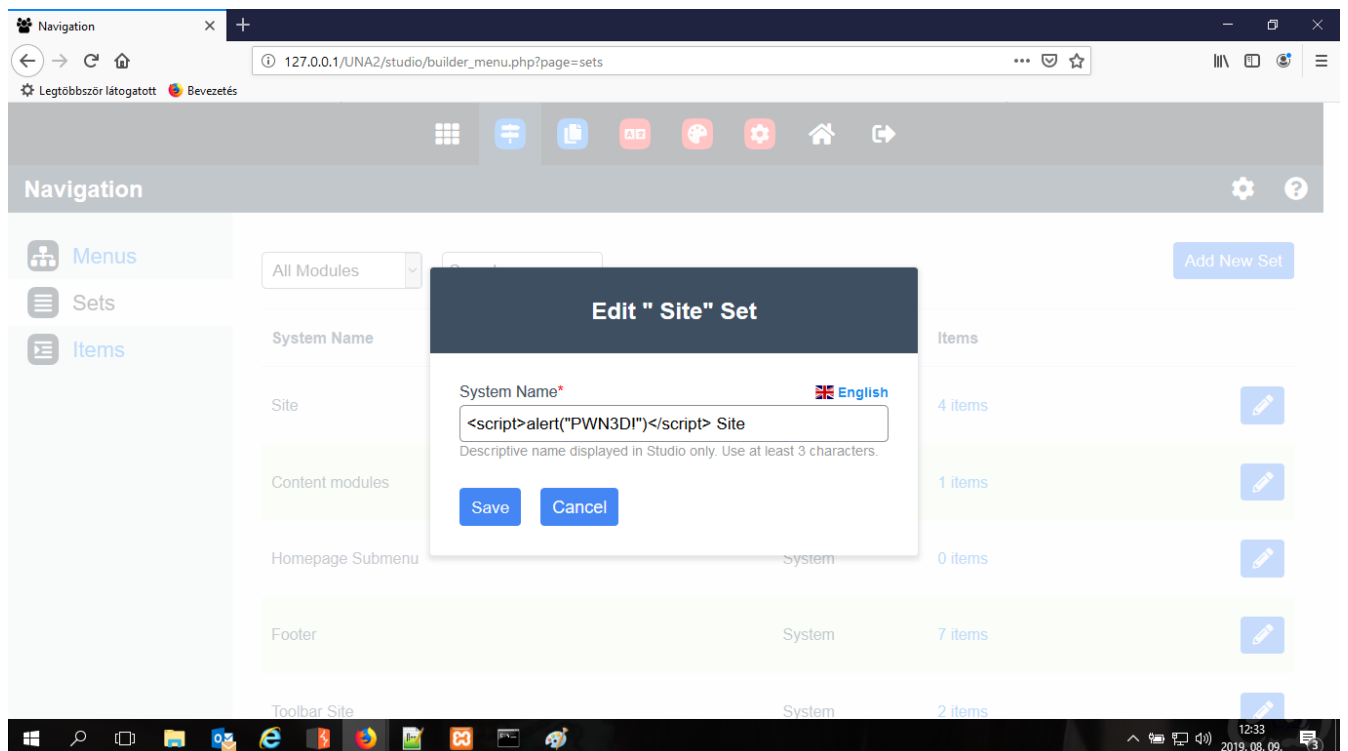 Navigation
127.0.0.1/UNA2/studio/builder_menu.php?page=sets
Legtöbbször látogatott Bevezetés
Navigation
Menus
Sets
Items
All Modules
Add New Set
System Name
Items
Edit " Site" Set
System Name*
English
<script>alert("PWN3D!")</script> Site
Descriptive name displayed in Studio only. Use at least 3 characters.
Save
Cancel
Site
4 items
Content modules
1 items
Homepage Submenu
System
0 items
Footer
System
7 items
Toolbar Site
System
2 items
12:33
2019. 08. 09.
3